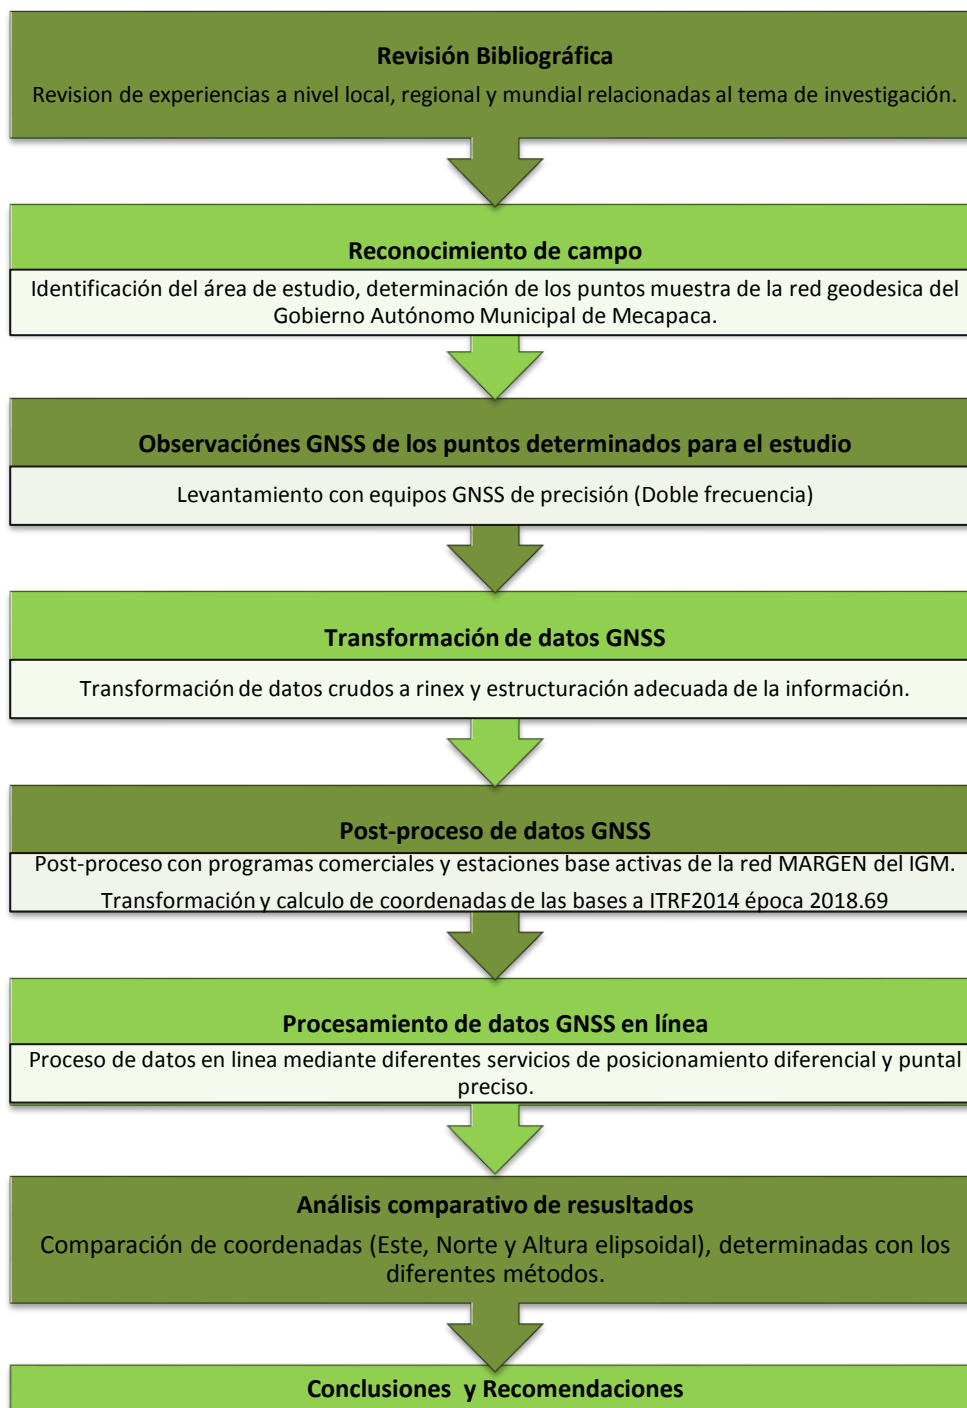 Revisión Bibliográfica
Revision de experiencias a nivel local, regional y mundial relacionadas al tema de investigación.
Reconocimiento de campo
Identificación del área de estudio, determinación de los puntos muestra de la red geodesica del
Gobierno Autónomo Municipal de Mecapaca.
Observaciónes GNSS de los puntos determinados para el estudio
Levantamiento con equipos GNSS de precisión (Doble frecuencia)
Transformación de datos GNSS
Transformación de datos crudos a rinex y estructuración adecuada de la información.
Post-proceso de datos GNSS
Post-proceso con programas comerciales y estaciones base activas de la red MARGEN del IGM.
Transformación y calculo de coordenadas de las bases a ITRF2014 época 2018.69
Procesamiento de datos GNSS en línea
Proceso de datos en linea mediante diferentes servicios de posicionamiento diferencial y puntal
preciso.
Análisis comparativo de resusltados
Comparación de coordenadas (Este, Norte y Altura elipsoidal), determinadas con los
diferentes métodos.
Conclusiones y Recomendaciones